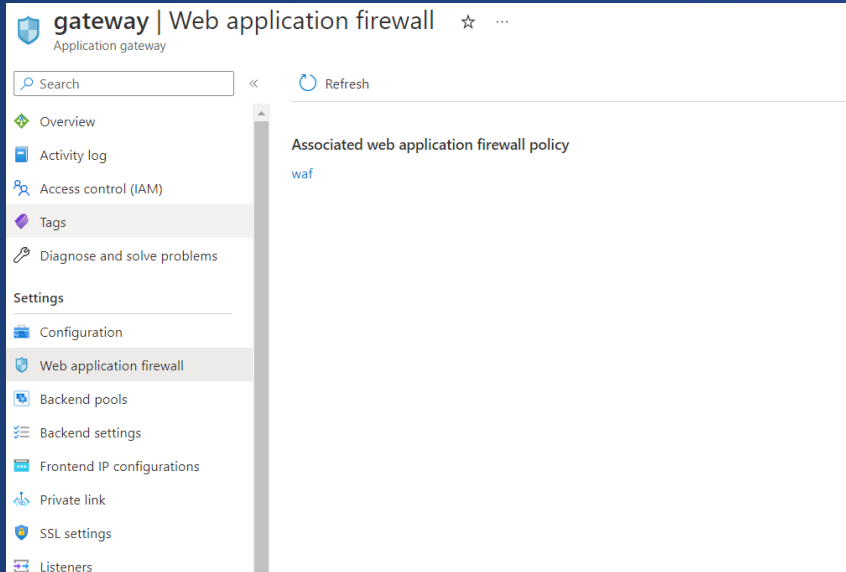 gateway | Web application firewall ☆ ...
Application gateway
Search «
Refresh
Overview
Activity log
Access control (IAM)
Tags
Diagnose and solve problems
Settings
Configuration
Web application firewall
Backend pools
Backend settings
Frontend IP configurations
Private link
SSL settings
Listeners
Associated web application firewall policy
waf